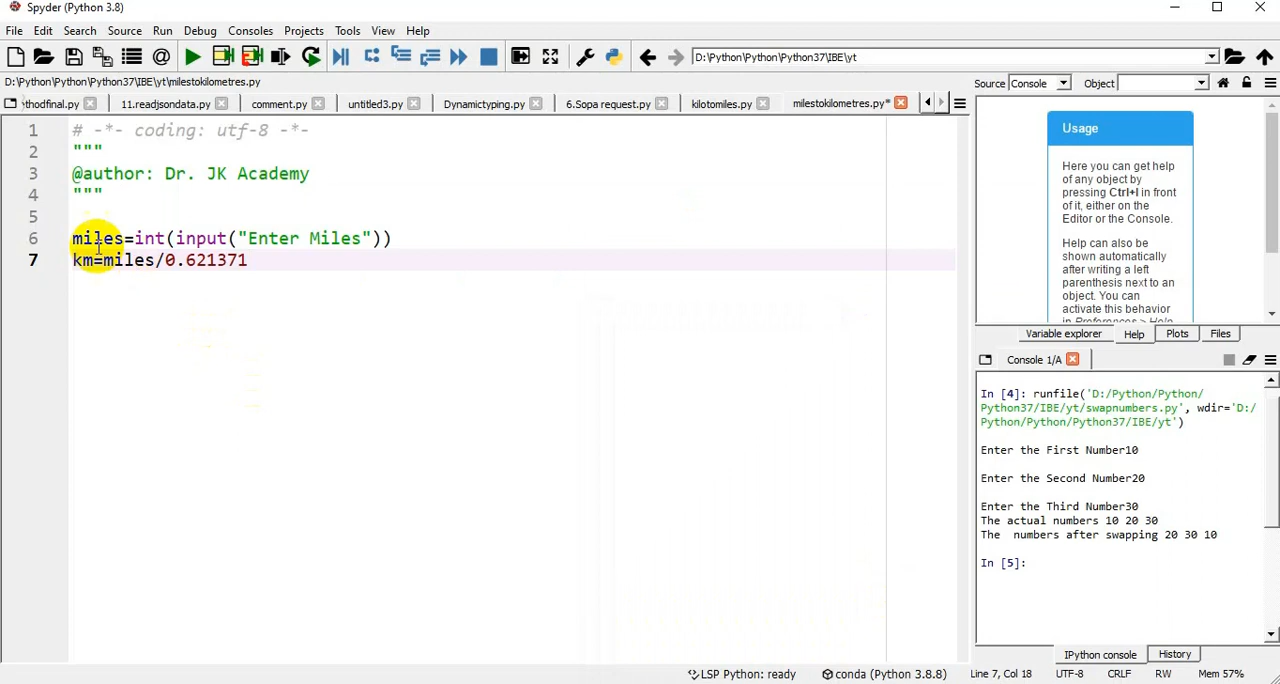 Spyder (Python 3.8)
File Edit Search Source Run Debug Consoles Projects Tools View Help
D:\Python\Python\Python37\IBE\yt
D:\Python\Python\Python37\IBE\yt\milestokilometres.py
Source Console Object
thodfinal.py 11.readjsondata.py comment.py untitled3.py Dynamictyping.py 6.Sopa request.py kilotomiles.py milestokilometres.py*
1 # -*- coding: utf-8 -*-
2 """
3 @author: Dr. JK Academy
4 """
5
6 miles=int(input("Enter Miles"))
7 km=miles/0.621371
Usage
Here you can get help
of any object by
pressing Ctrl+I in front
of it, either on the
Editor or the Console.
Help can also be
shown automatically
after writing a left
parenthesis next to an
object. You can
activate this behavior
in Preferences > Help.
Variable explorer Help Plots Files
Console 1/A
In [4]: runfile('D:/Python/Python/
Python37/IBE/yt/swapnumbers.py', wdir='D:/
Python/Python/Python37/IBE/yt')
Enter the First Number10
Enter the Second Number20
Enter the Third Number30
The actual numbers 10 20 30
The  numbers after swapping 20 30 10
In [5]:
IPython console History
LSP Python: ready conda (Python 3.8.8) Line 7, Col 18 UTF-8 CRLF RW Mem 57%